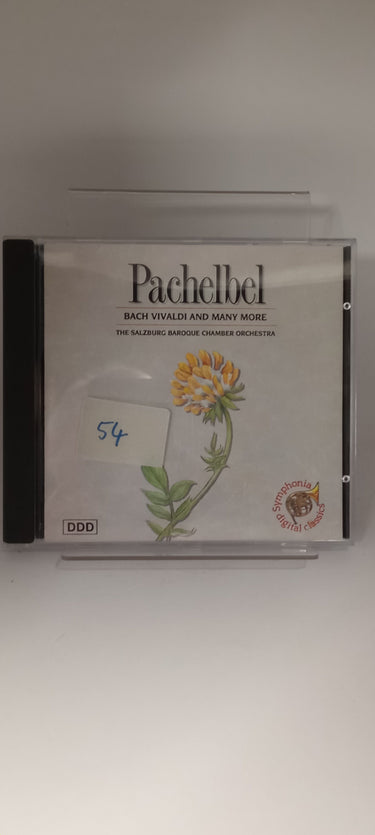 Pachelbel
BACH VIVALDI AND MANY MORE
THE SALZBURG BAROQUE CHAMBER ORCHESTRA
54
DDD
Symphonia
digital classics